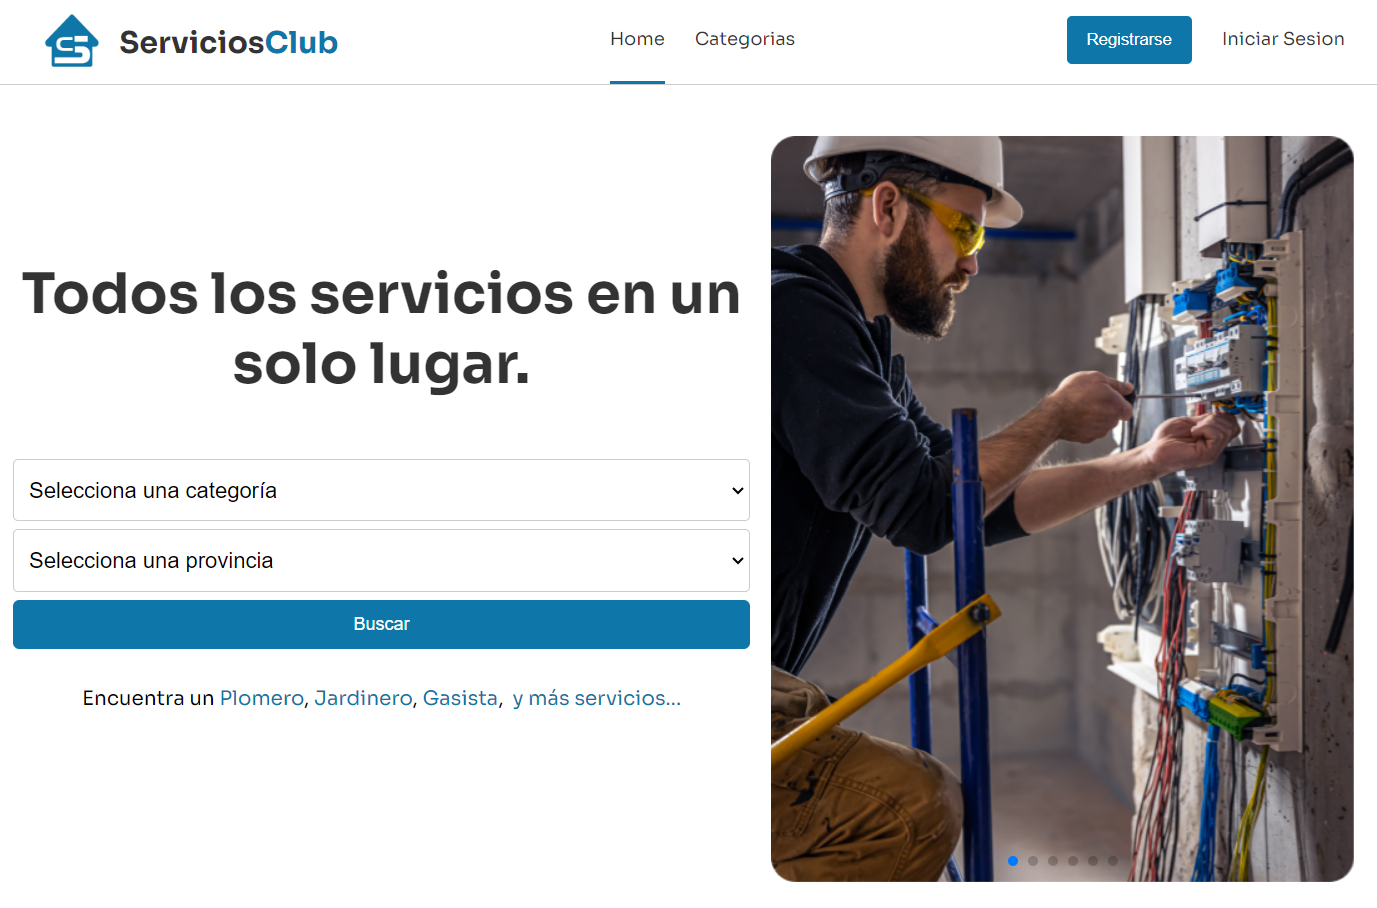 ServiciosClub
Home
Categorias
Registrarse
Iniciar Sesion
Todos los servicios en un
solo lugar.
Selecciona una categoría
Selecciona una provincia
Buscar
Encuentra un Plomero, Jardinero, Gasista, y más servicios...